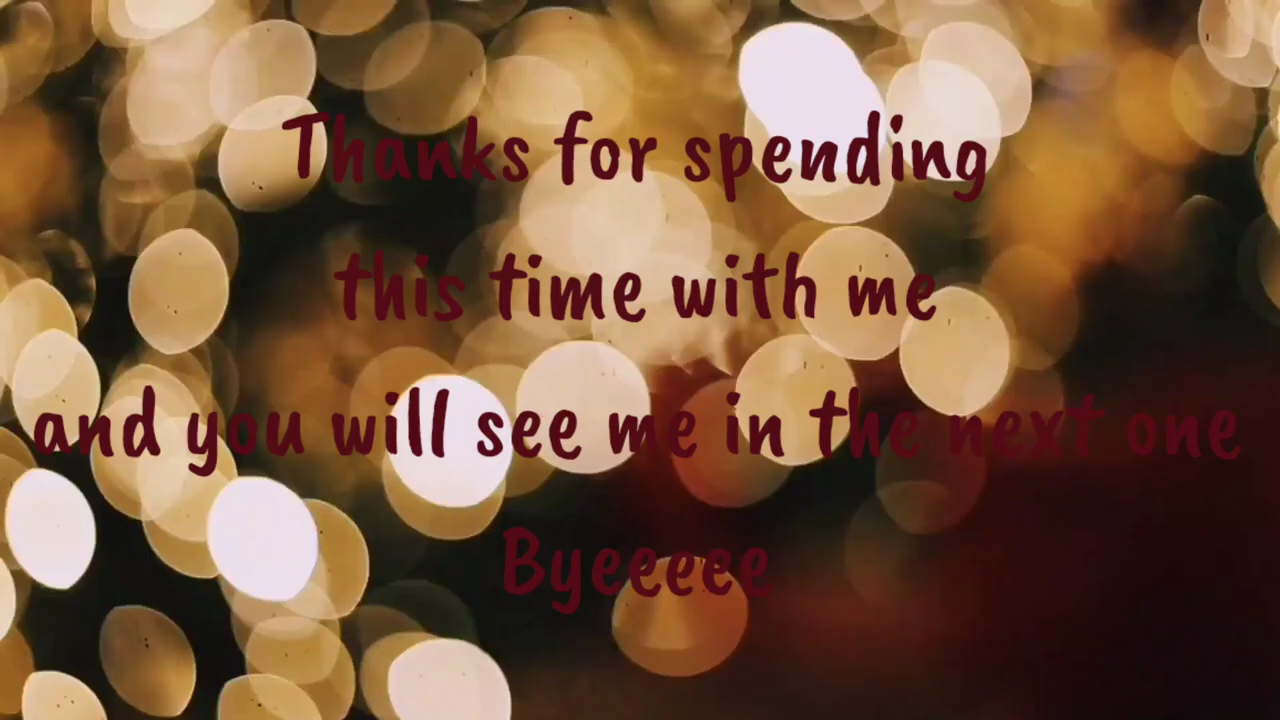 Thanks for spending
this time with me
and you will see me in the next one
Byeeeee